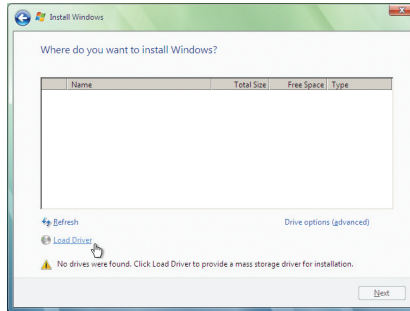 Install Windows
Where do you want to install Windows?
Name Total Size Free Space Type
Refresh Drive options (advanced)
Load Driver
No drives were found. Click Load Driver to provide a mass storage driver for installation.
Next